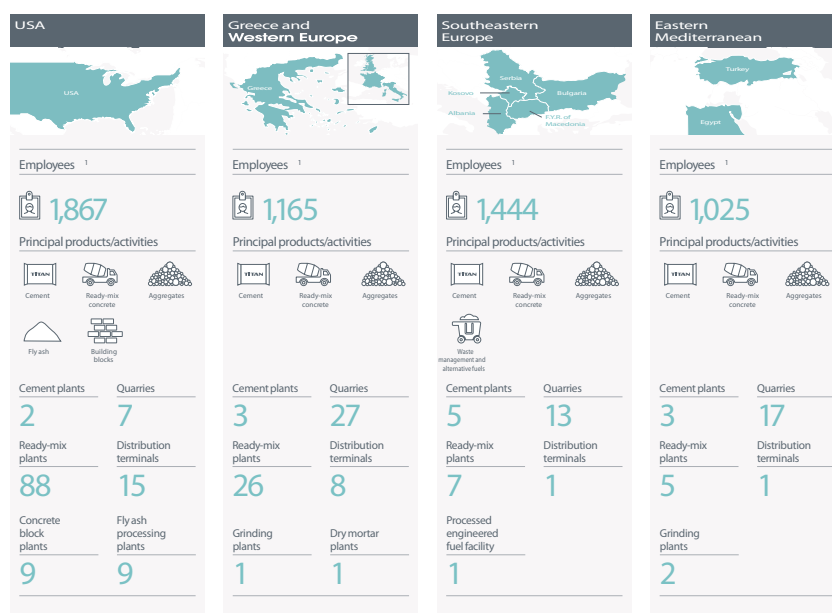 USA
USA
Employees 1
1,867
Principal products/activities
TITAN
Cement
Ready-mix
concrete
Aggregates
Fly ash
Building
blocks
Cement plants
Quarries
2
7
Ready-mix
plants
Distribution
terminals
88
15
Concrete
block
plants
Fly ash
processing
plants
9
9
Greece and
Western Europe
Greece
Employees 1
1,165
Principal products/activities
TITAN
Cement
Ready-mix
concrete
Aggregates
Cement plants
Quarries
3
27
Ready-mix
plants
Distribution
terminals
26
8
Grinding
plants
Dry mortar
plants
1
1
Southeastern
Europe
Serbia
Kosovo
Bulgaria
Albania
F.Y.R. of
Macedonia
Employees 1
1,444
Principal products/activities
TITAN
Cement
Ready-mix
concrete
Aggregates
Waste
management and
alternative fuels
Cement plants
Quarries
5
13
Ready-mix
plants
Distribution
terminals
7
1
Processed
engineered
fuel facility
1
Eastern
Mediterranean
Turkey
Egypt
Employees 1
1,025
Principal products/activities
TITAN
Cement
Ready-mix
concrete
Aggregates
Cement plants
Quarries
3
17
Ready-mix
plants
Distribution
terminals
5
1
Grinding
plants
2